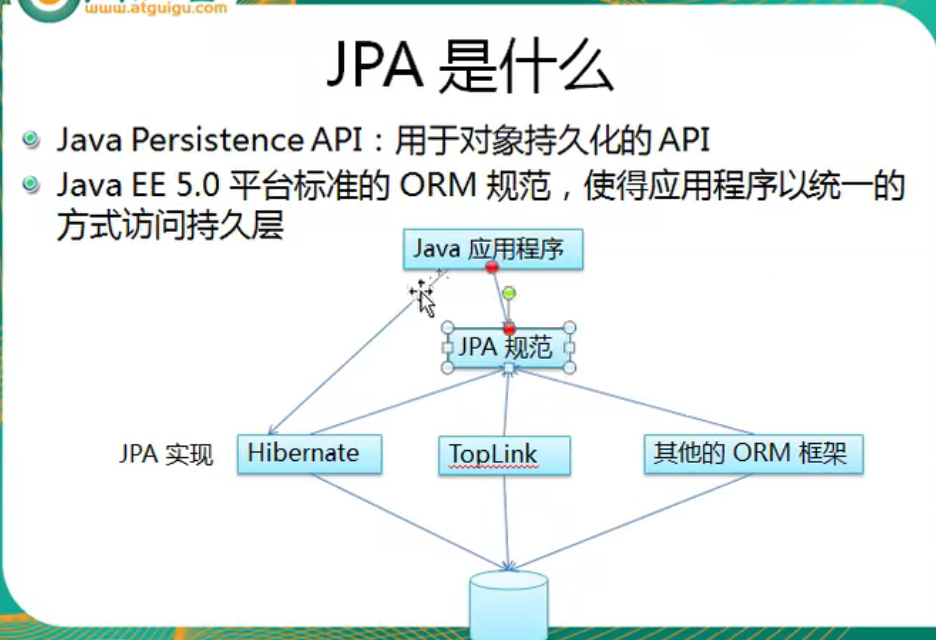 www.atguigu.com
JPA 是什么
Java Persistence API：用于对象持久化的 API
Java EE 5.0 平台标准的 ORM 规范，使得应用程序以统一的
方式访问持久层
Java 应用程序
JPA 规范
JPA 实现
Hibernate
TopLink
其他的 ORM 框架